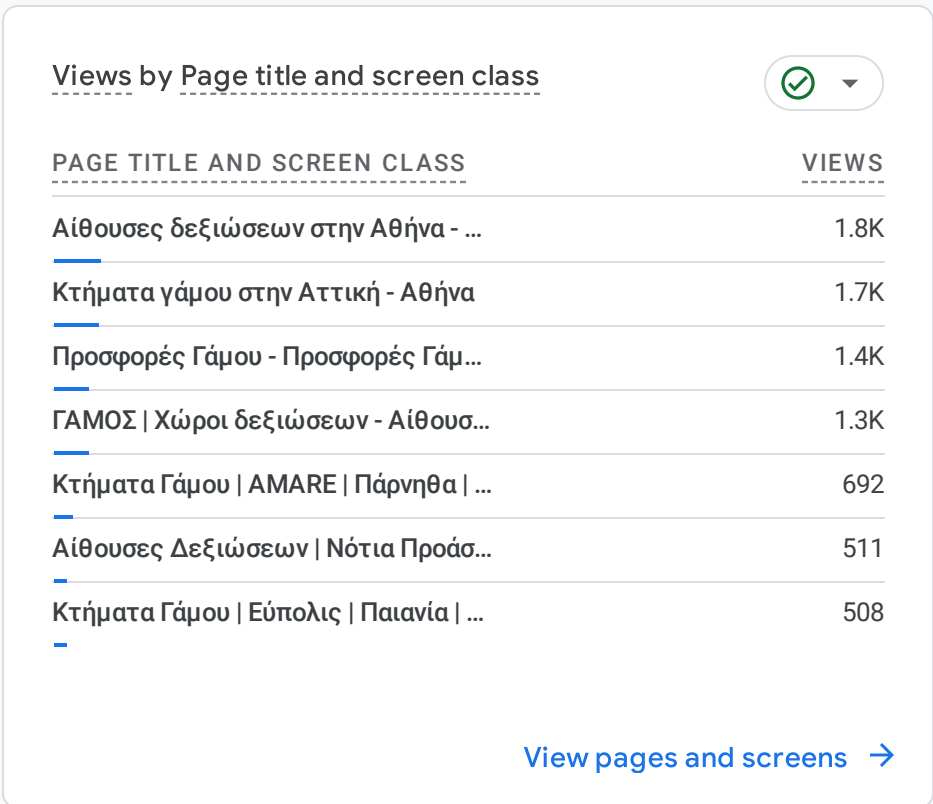 Views by Page title and screen class
PAGE TITLE AND SCREEN CLASS VIEWS
Αίθουσες δεξιώσεων στην Αθήνα - ... 1.8K
Κτήματα γάμου στην Αττική - Αθήνα 1.7K
Προσφορές Γάμου - Προσφορές Γάμ... 1.4K
ΓΑΜΟΣ | Χώροι δεξιώσεων - Αίθουσ... 1.3K
Κτήματα Γάμου | AMARE | Πάρνηθα | ... 692
Αίθουσες Δεξιώσεων | Νότια Προάσ... 511
Κτήματα Γάμου | Εύπολις | Παιανία | ... 508
View pages and screens